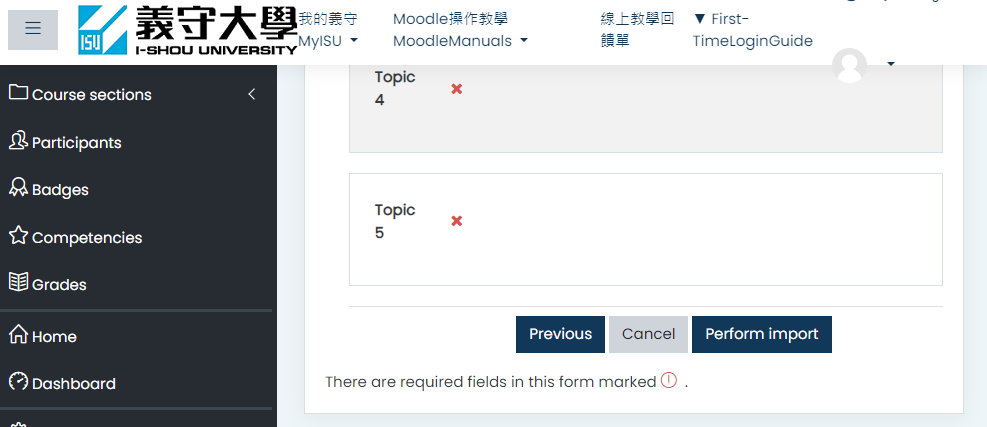 義守大學
ISU
I-SHOU UNIVERSITY
我的義守
MyISU
Moodle操作教學
MoodleManuals
線上教學回
饋單
▼ First-
TimeLoginGuide
Course sections
Participants
Badges
Competencies
Grades
Home
Dashboard
Topic
4
Topic
5
Previous
Cancel
Perform import
There are required fields in this form marked .